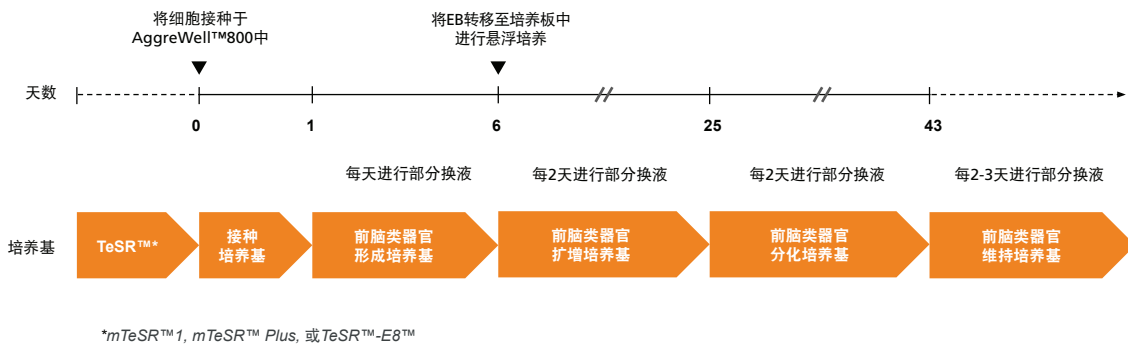 将细胞接种于
AggreWell™800中
将EB转移至培养板中
进行悬浮培养
天数
0
1
6
25
43
每天进行部分换液
每2天进行部分换液
每2天进行部分换液
每2-3天进行部分换液
培养基
TeSR™*
接种
培养基
前脑类器官
形成培养基
前脑类器官
扩增培养基
前脑类器官
分化培养基
前脑类器官
维持培养基
*mTeSR™1, mTeSR™ Plus, 或TeSR™-E8™